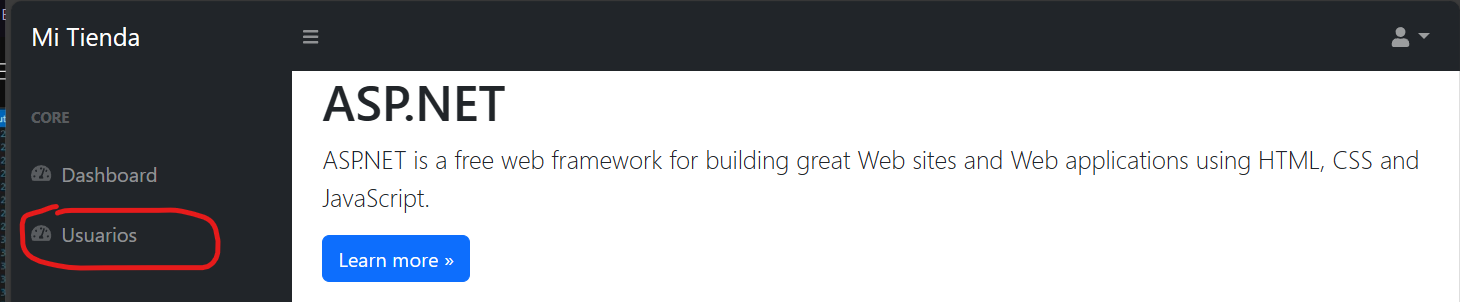 Mi Tienda
CORE
Dashboard
Usuarios
ASP.NET
ASP.NET is a free web framework for building great Web sites and Web applications using HTML, CSS and
JavaScript.
Learn more »